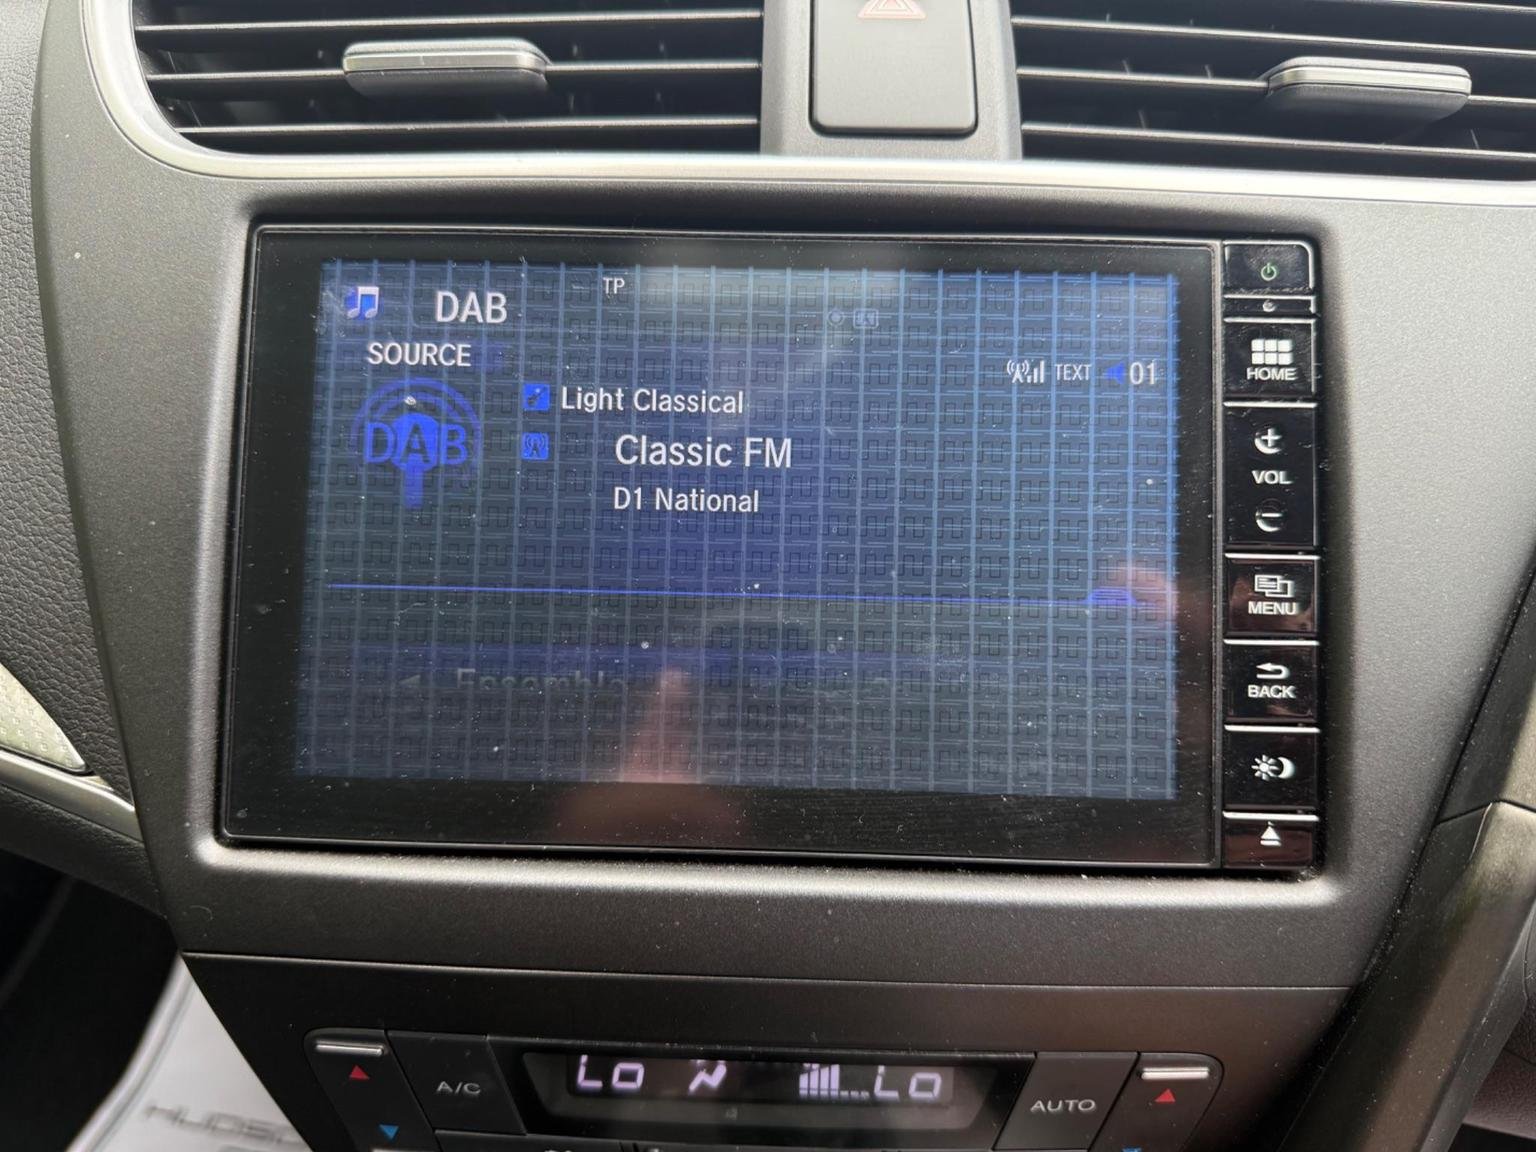 TP
DAB
SOURCE
TEXT 01
Light Classical
DAB
Classic FM
D1 National
Ensemble
HOME
VOL
MENU
BACK
A/C
Lo
Lo
AUTO